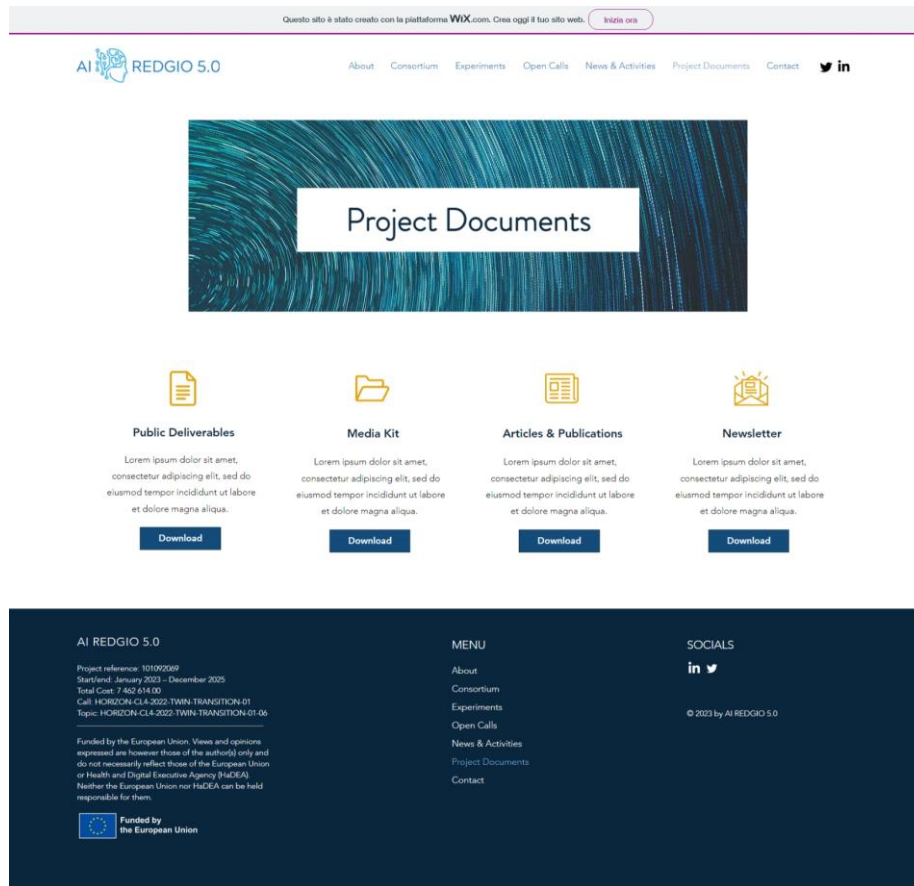 Questo sito è stato creato con la piattaforma WiX.com. Crea oggi il tuo sito web. Inizia ora
AI REDGIO 5.0
About Consortium Experiments Open Calls News & Activities Project Documents Contact
Project Documents
Public Deliverables
Lorem ipsum dolor sit amet,
consectetur adipiscing elit, sed do
eiusmod tempor incididunt ut labore
et dolore magna aliqua.
Download
Media Kit
Lorem ipsum dolor sit amet,
consectetur adipiscing elit, sed do
eiusmod tempor incididunt ut labore
et dolore magna aliqua.
Download
Articles & Publications
Lorem ipsum dolor sit amet,
consectetur adipiscing elit, sed do
eiusmod tempor incididunt ut labore
et dolore magna aliqua.
Download
Newsletter
Lorem ipsum dolor sit amet,
consectetur adipiscing elit, sed do
eiusmod tempor incididunt ut labore
et dolore magna aliqua.
Download
AI REDGIO 5.0
Project reference: 101092069
Start/end: January 2023 – December 2025
Total Cost: 7 462 614.00
Call: HORIZON-CL4-2022-TWIN-TRANSITION-01
Topic: HORIZON-CL4-2022-TWIN-TRANSITION-01-06
Funded by the European Union. Views and opinions
expressed are however those of the author(s) only and
do not necessarily reflect those of the European Union
or Health and Digital Executive Agency (HaDEA).
Neither the European Union nor HaDEA can be held
responsible for them.
Funded by
the European Union
MENU
About
Consortium
Experiments
Open Calls
News & Activities
Project Documents
Contact
SOCIALS
© 2023 by AI REDGIO 5.0